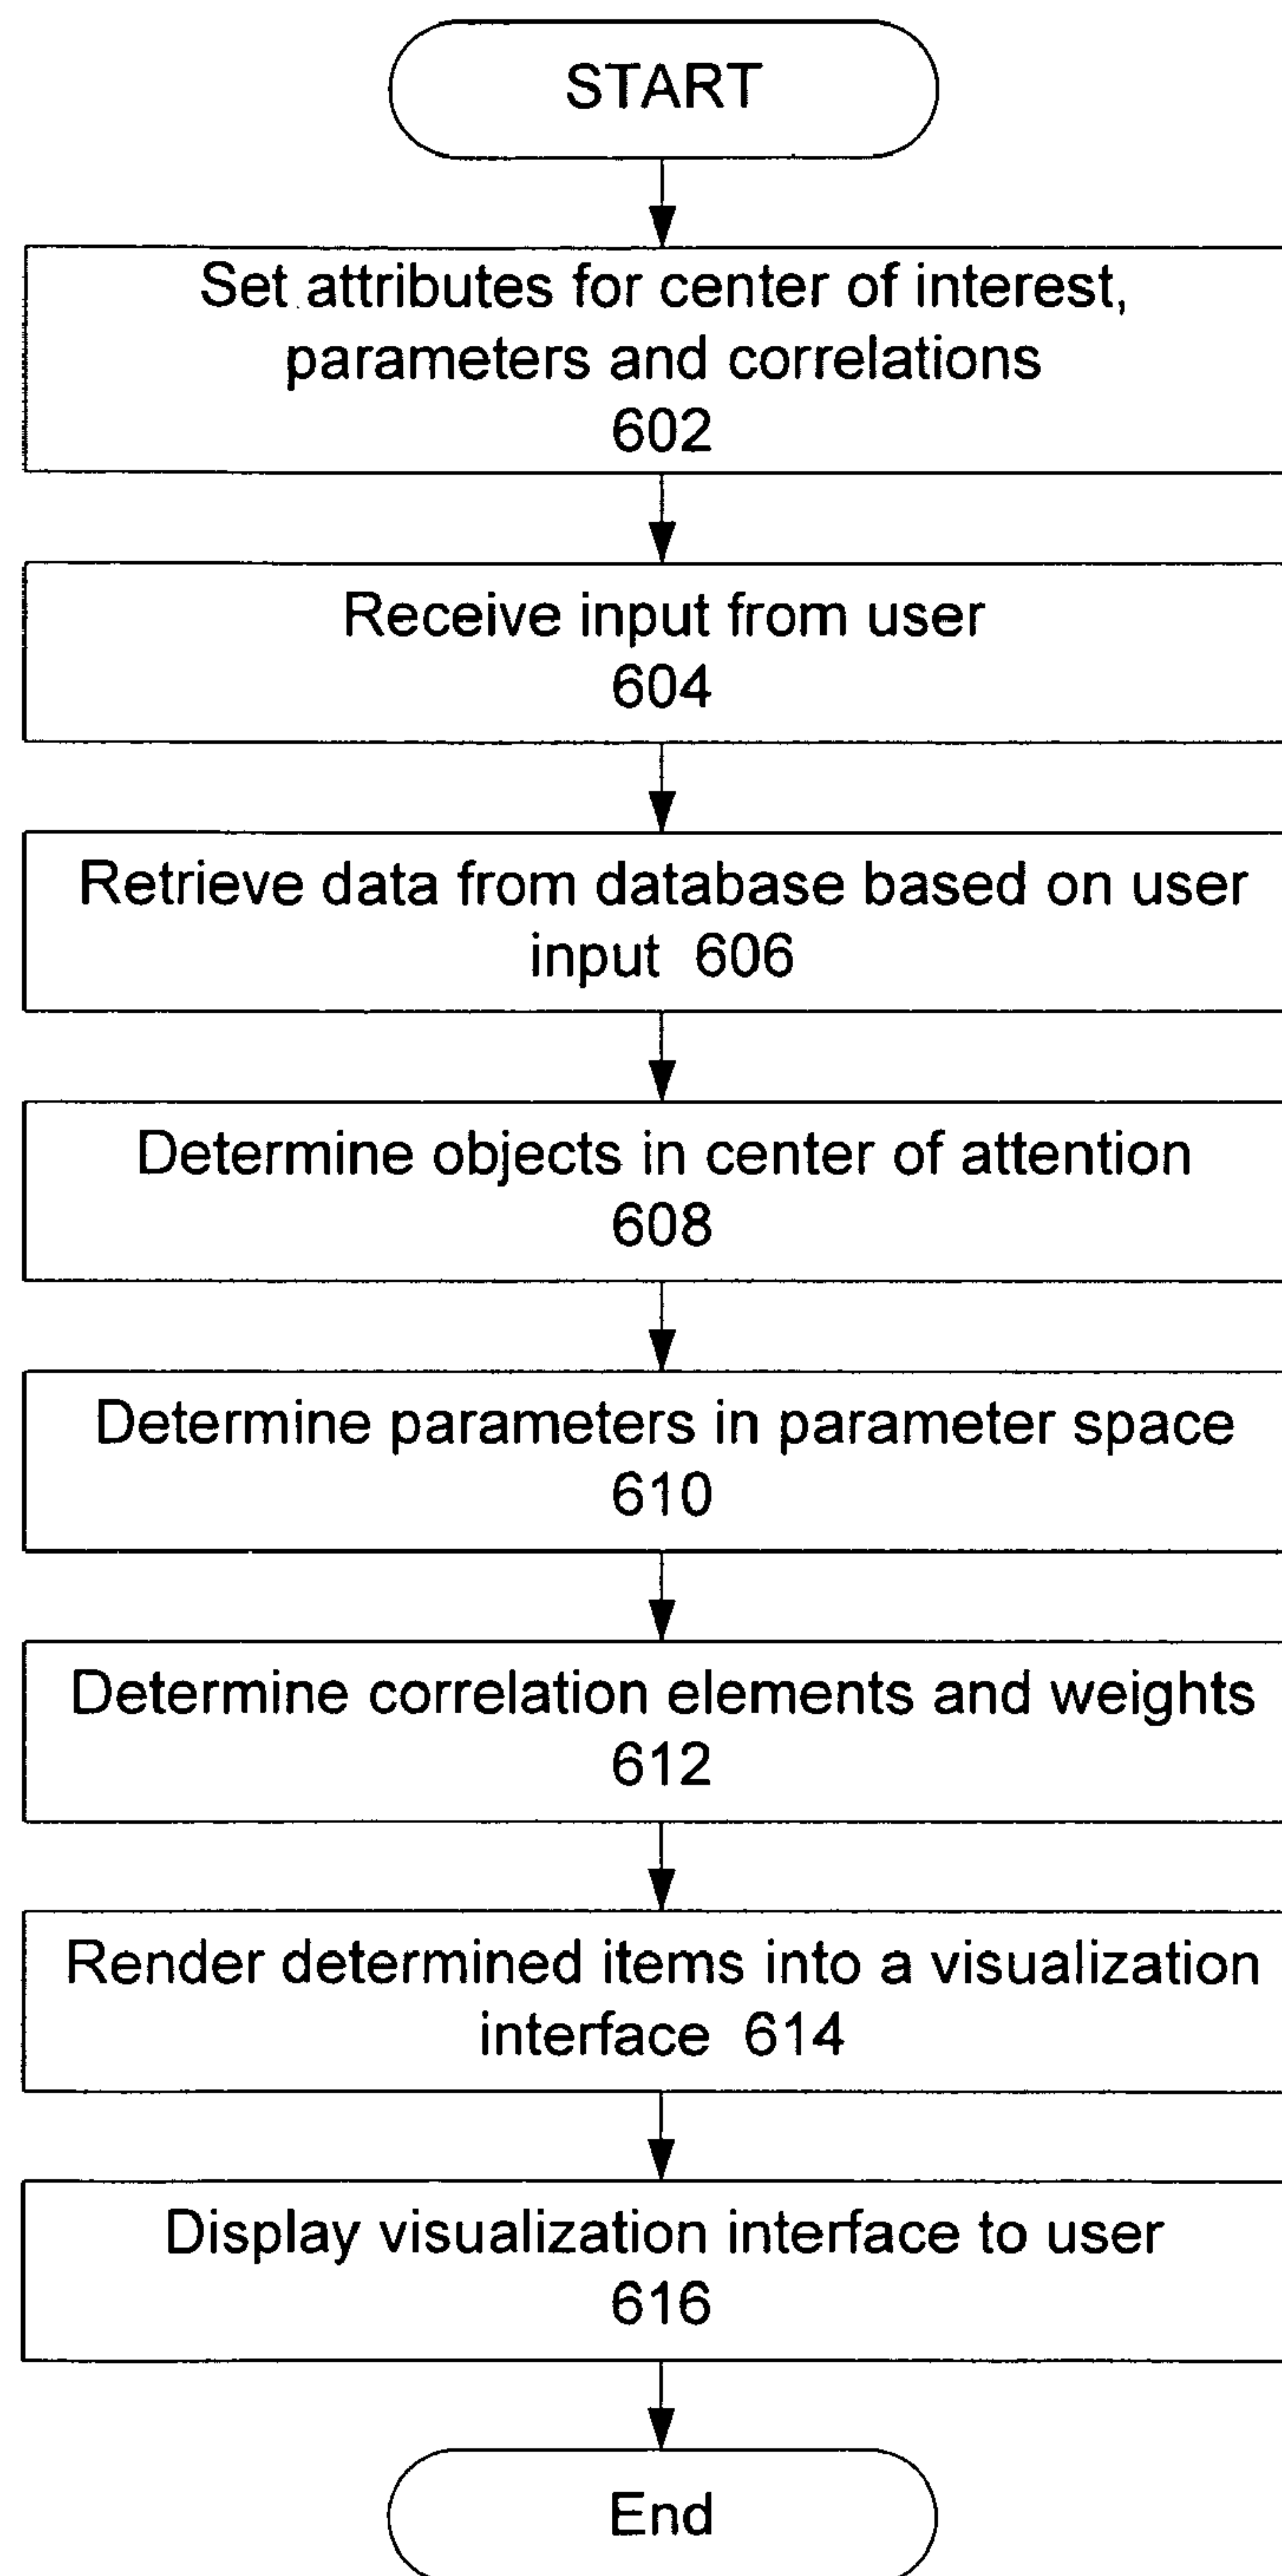 START
Set attributes for center of interest,
parameters and correlations
602
Receive input from user
604
Retrieve data from database based on user
input 606
Determine objects in center of attention
608
Determine parameters in parameter space
610
Determine correlation elements and weights
612
Render determined items into a visualization
interface 614
Display visualization interface to user
616
End